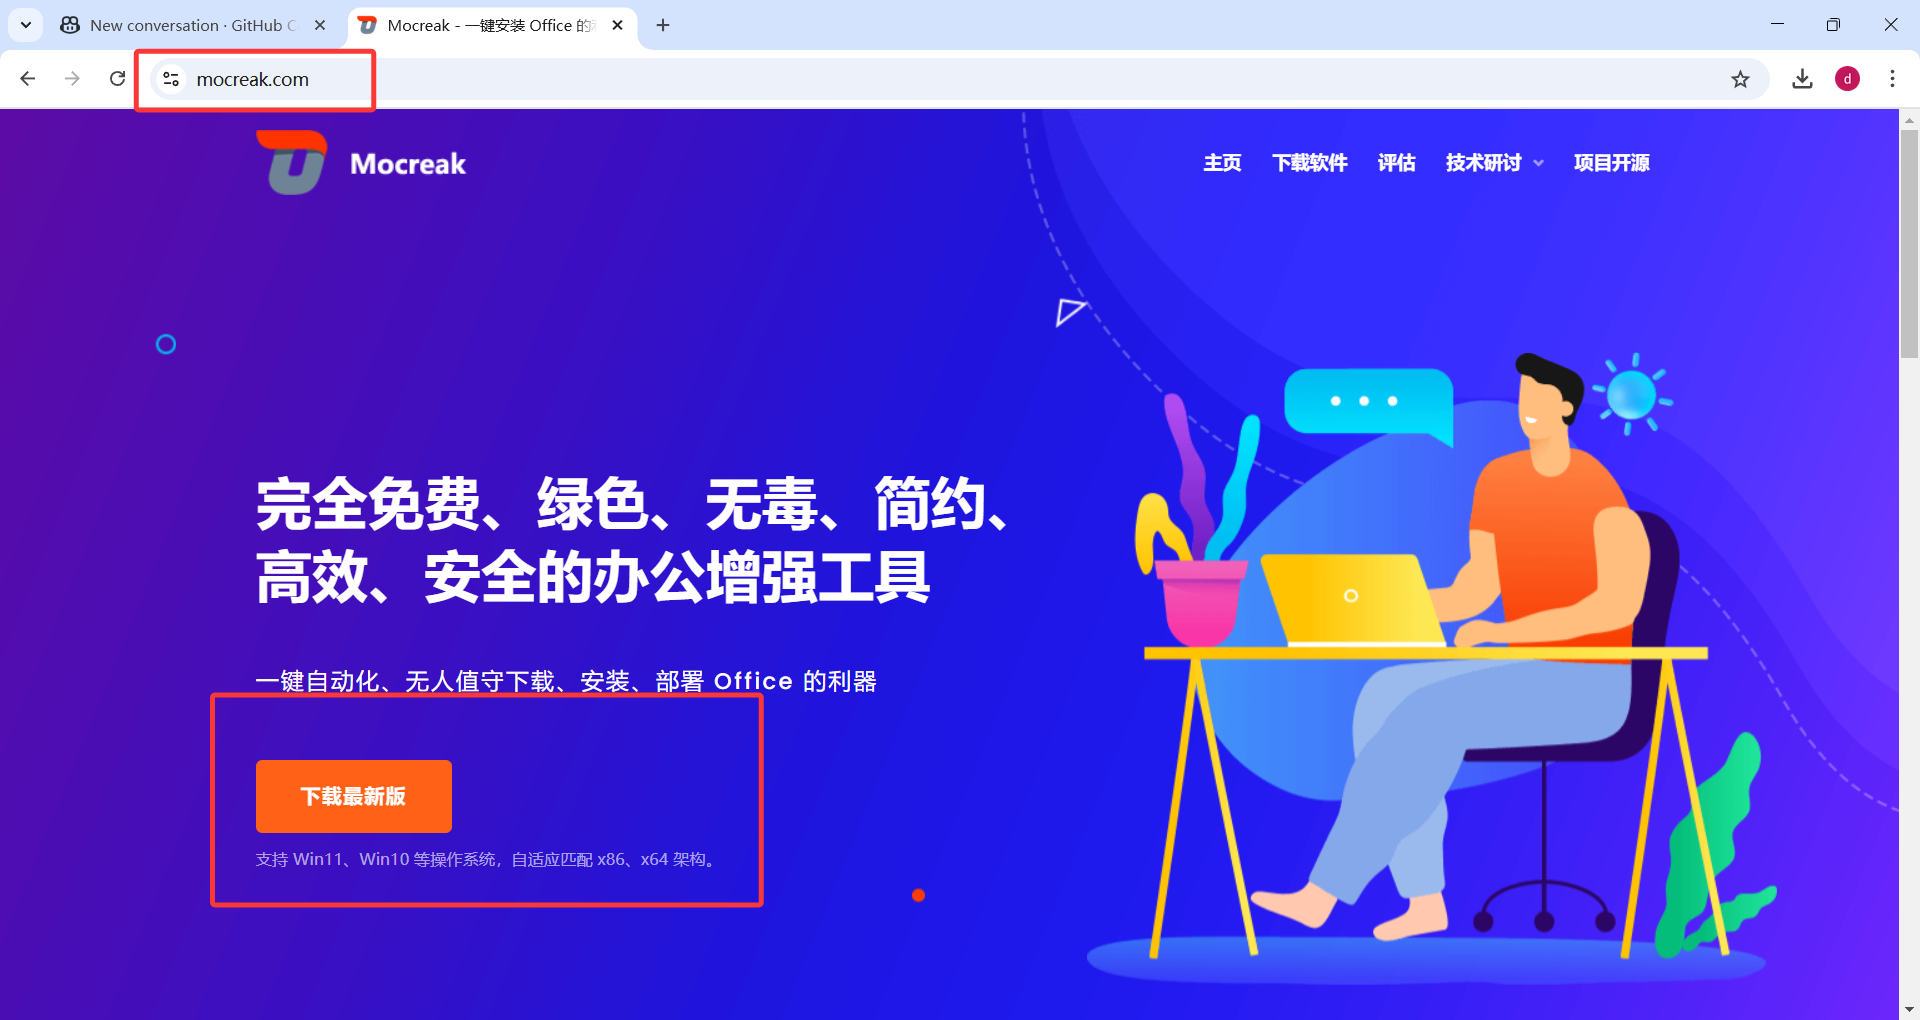 New conversation · GitHub C
Mocreak - 一键安装 Office 的
mocreak.com
d
Mocreak
主页
下载软件
评估
技术研讨
项目开源
完全免费、绿色、无毒、简约、
高效、安全的办公增强工具
一键自动化、无人值守下载、安装、部署 Office 的利器
下载最新版
支持 Win11、Win10 等操作系统，自适应匹配 x86、x64 架构。